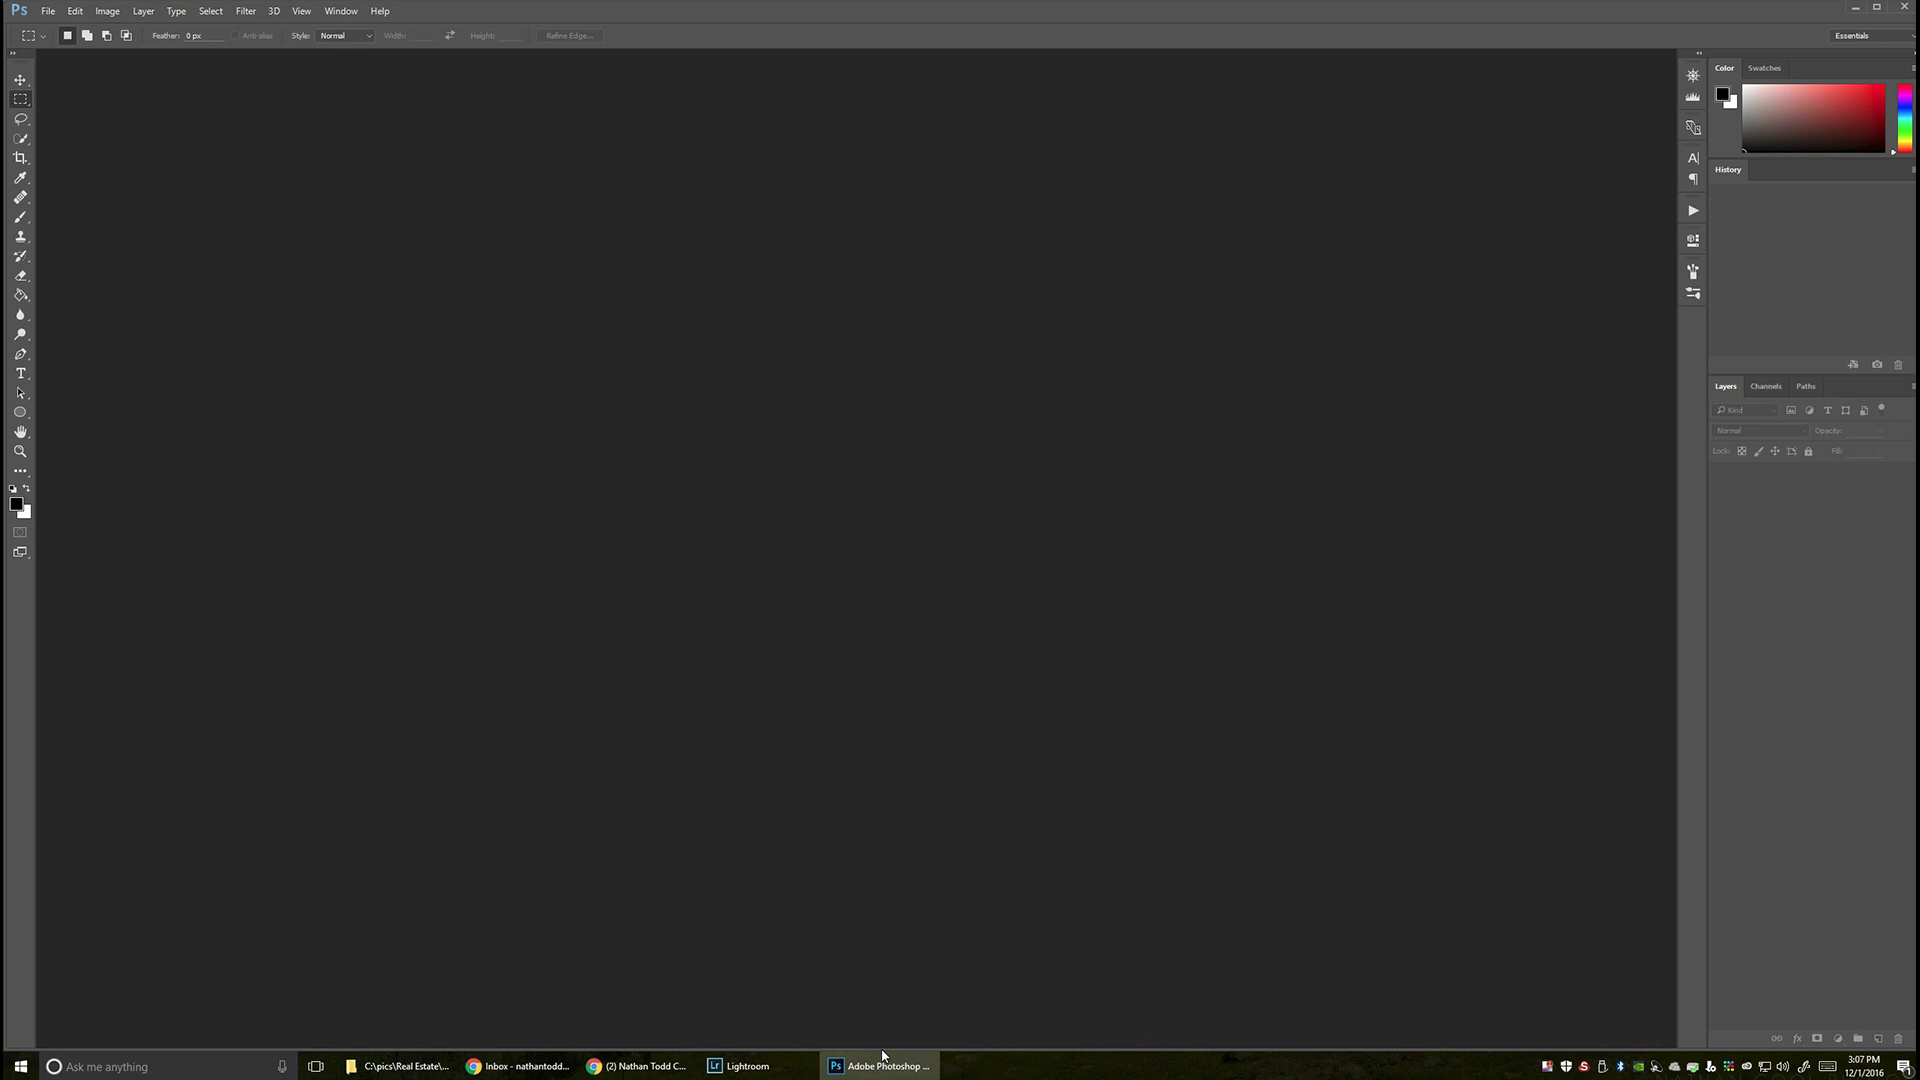 Ps File Edit Image Layer Type Select Filter 3D View Window Help
Feather: 0 px Anti-alias Style: Normal Width: Height: Refine Edge... Essentials
Color Swatches
History
Layers Channels Paths
Kind
Normal Opacity:
Lock: Fill:
Ask me anything C:\pics\Real Estate\... Inbox - nathantodd... (2) Nathan Todd C... Lr Lightroom Ps Adobe Photoshop ... 3:07 PM
12/1/2016